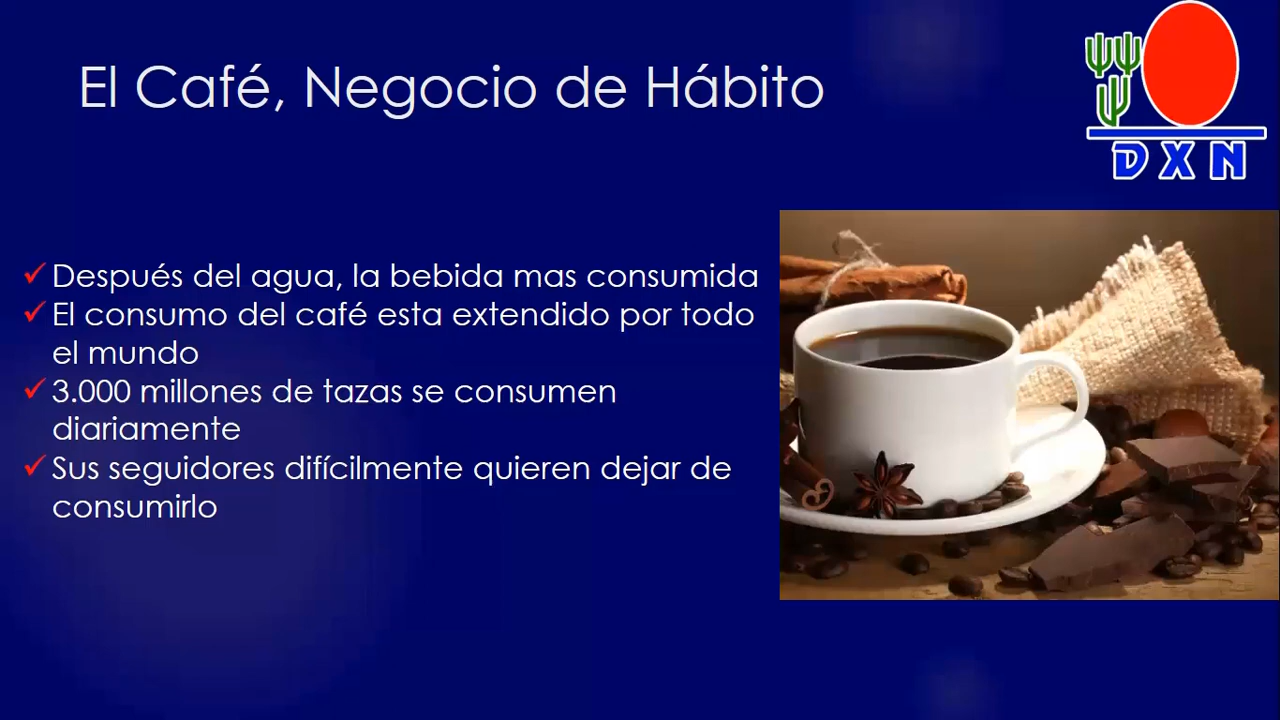 El Café, Negocio de Hábito
DXN
Después del agua, la bebida mas consumida
El consumo del café esta extendido por todo
el mundo
3.000 millones de tazas se consumen
diariamente
Sus seguidores difícilmente quieren dejar de
consumirlo